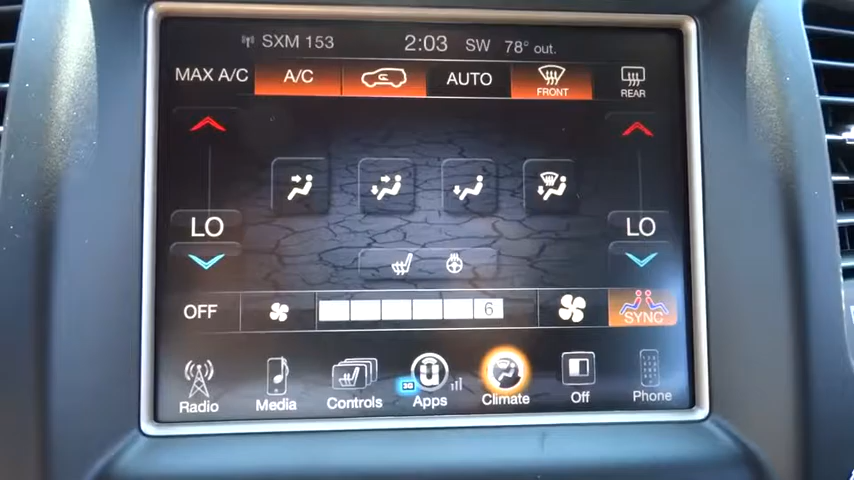 SXM 153 2:03 SW 78° out.
MAX A/C A/C AUTO FRONT REAR
LO LO
OFF 6 SYNC
3G
Radio Media Controls Apps Climate Off Phone